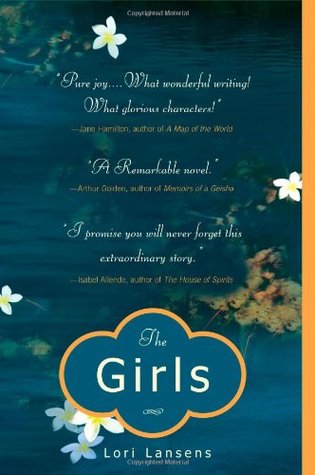 "Pure joy....What wonderful writing!
What glorious characters!"
—Jane Hamilton, author of A Map of the World
"A Remarkable novel."
—Arthur Golden, author of Memoirs of a Geisha
"I promise you will never forget this
extraordinary story."
—Isabel Allende, author of The House of Spirits
The
Girls
Lori Lansens